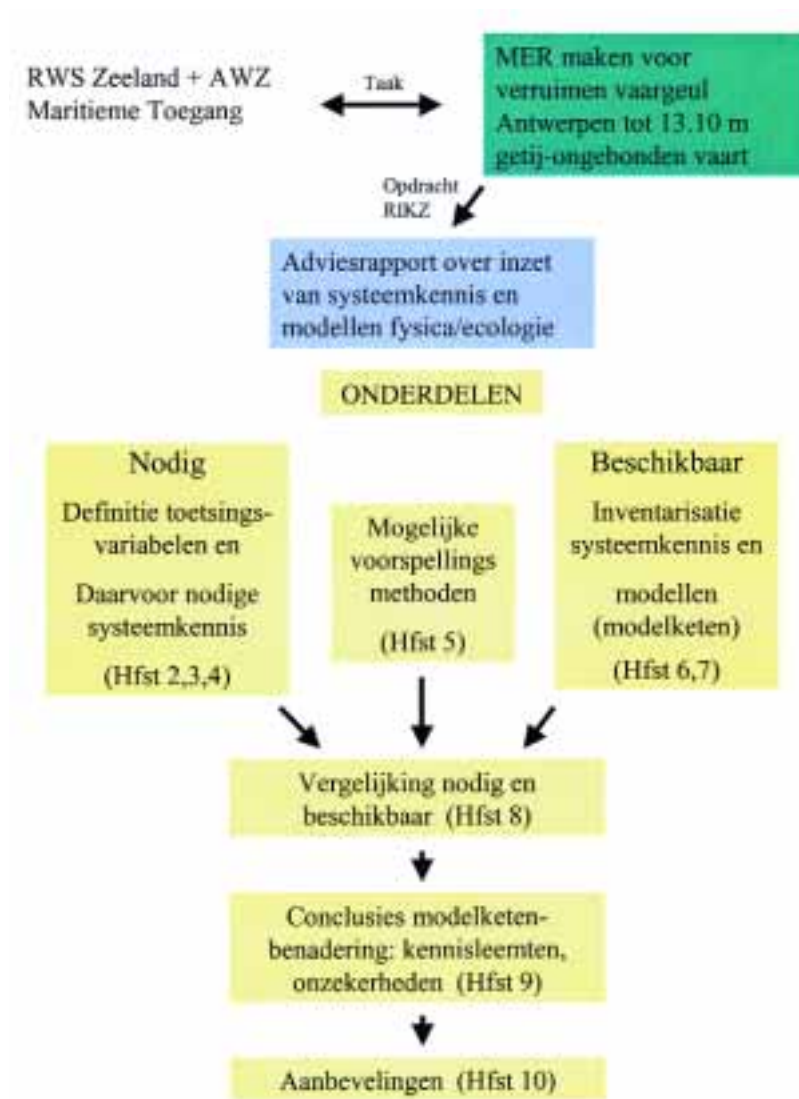 RWS Zeeland + AWZ
Maritieme Toegang
Taak
MER maken voor
verruimen vaargeul
Antwerpen tot 13.10 m
getij-ongebonden vaart
Opdracht
RIKZ
Adviesrapport over inzet
van systeemkennis en
modellen fysica/ecologie
ONDERDELEN
Nodig
Definitie toetsings-
variabelen en
Daarvoor nodige
systeemkennis
(Hfst 2,3,4)
Mogelijke
voorspellings
methoden
(Hfst 5)
Beschikbaar
Inventarisatie
systeemkennis en
modellen
(modelketen)
(Hfst 6,7)
Vergelijking nodig en
beschikbaar (Hfst 8)
Conclusies modelketen-
benadering: kennisleemten,
onzekerheden (Hfst 9)
Aanbevelingen (Hfst 10)